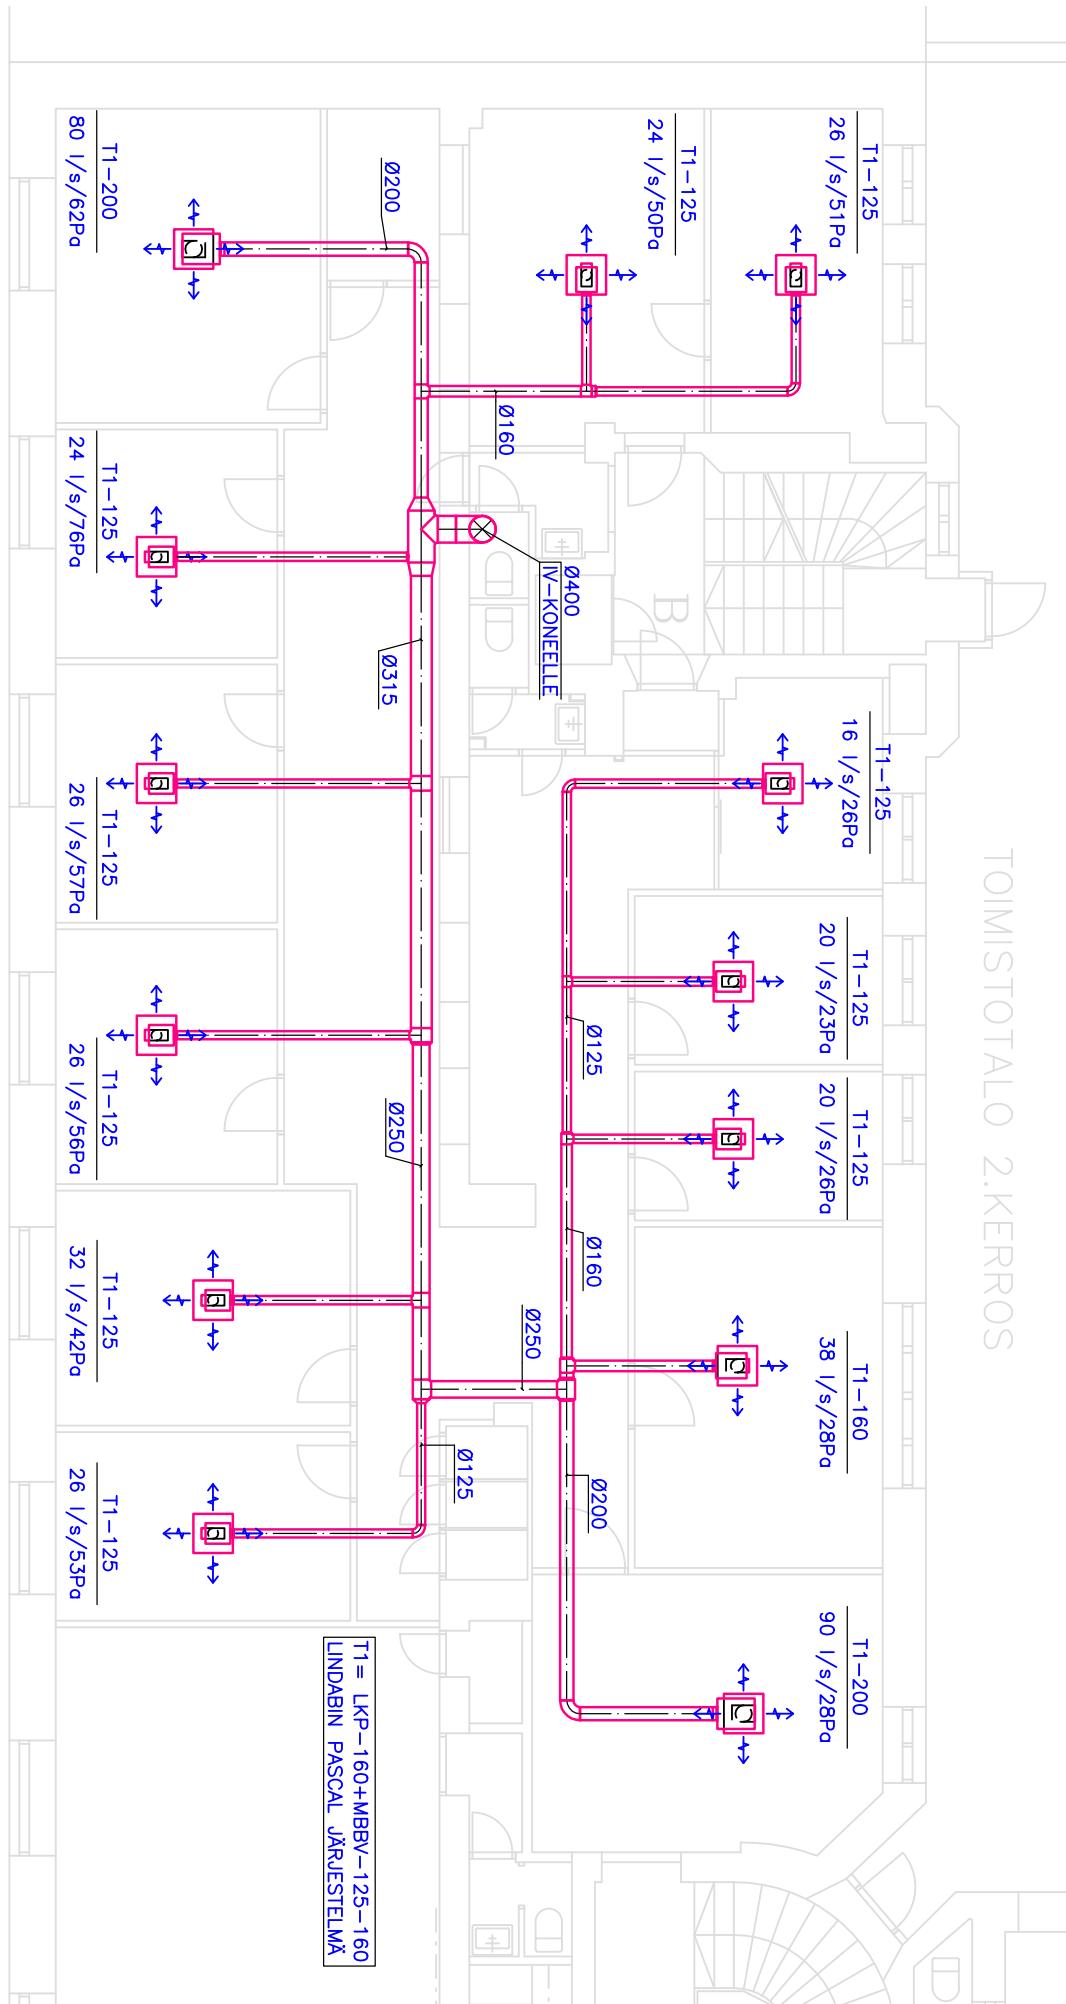 TOIMISTOTALO 2.KERROS
T1-125
26 l/s/51Pa
T1-125
16 l/s/26Pa
T1-125
20 l/s/23Pa
T1-125
20 l/s/26Pa
T1-160
38 l/s/28Pa
T1-200
90 l/s/28Pa
T1-125
24 l/s/50Pa
B
Ø400
IV-KONEELLE
Ø125
Ø160
Ø200
Ø160
Ø250
Ø125
Ø200
Ø315
Ø250
T1= LKP-160+MBBV-125-160
LINDABIN PASCAL JÄRJESTELMÄ
T1-200
80 l/s/62Pa
T1-125
24 l/s/76Pa
T1-125
26 l/s/57Pa
T1-125
26 l/s/56Pa
T1-125
32 l/s/42Pa
T1-125
26 l/s/53Pa